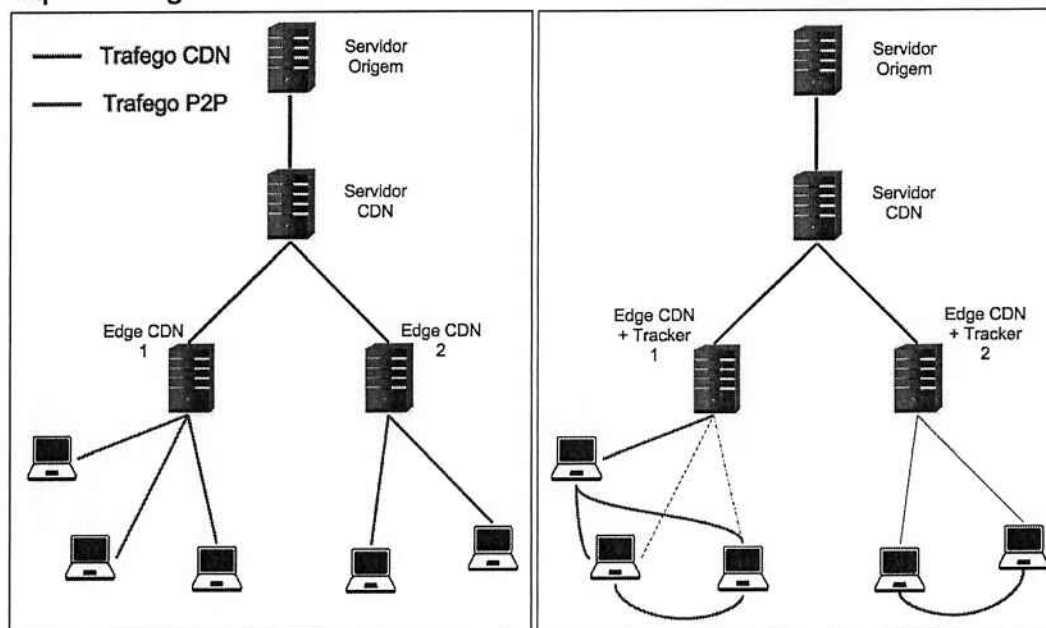 Trafego CDN
Trafego P2P
Servidor
Origem
Servidor
CDN
Edge CDN
1
Edge CDN
2
Servidor
Origem
Servidor
CDN
Edge CDN
+ Tracker
1
Edge CDN
+ Tracker
2